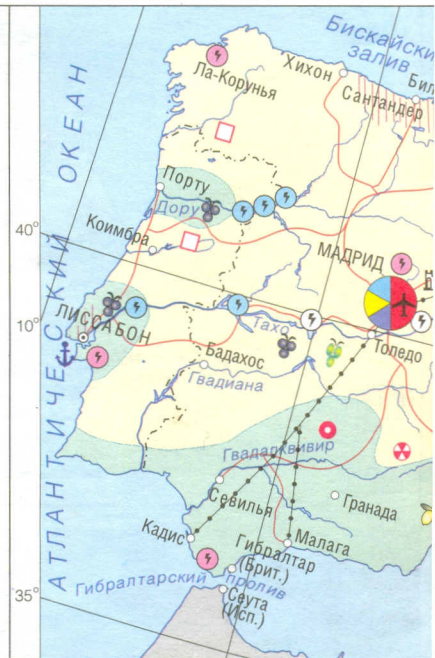 Бискайский
залив
Хихон
Ла-Корунья
Сантандер
Бил
АТЛАНТИЧЕСКИЙ ОКЕАН
Порту
Дору
40°
Коимбра
МАДРИД
10°
ЛИССАБОН
Тахо
Толедо
Бадахос
Гвадиана
Гвадалквивир
Севилья
Гранада
Кадис
Малага
Гибралтар
(Брит.)
Гибралтарский пролив
35°
Сеута
(Исп.)